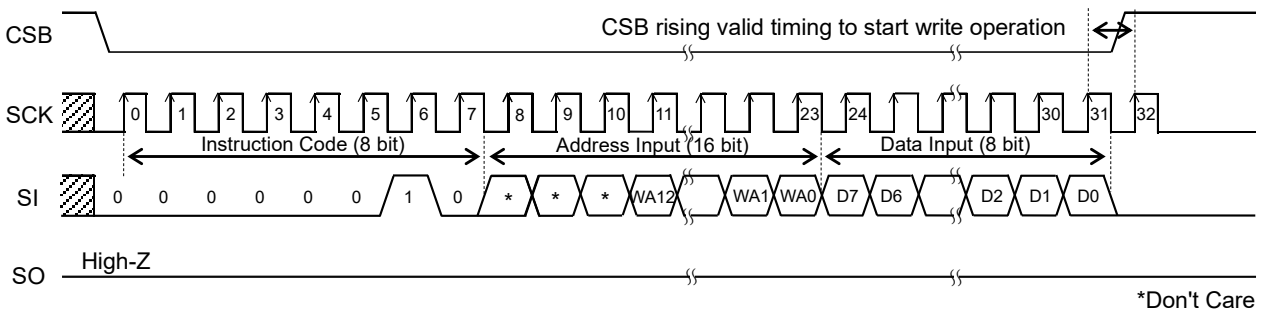 CSB
CSB rising valid timing to start write operation
SCK
0 1 2 3 4 5 6 7 8 9 10 11 23 24 30 31 32
Instruction Code (8 bit) Address Input (16 bit) Data Input (8 bit)
SI
0 0 0 0 0 0 1 0 * * * WA12 WA1 WA0 D7 D6 D2 D1 D0
High-Z
SO
*Don't Care